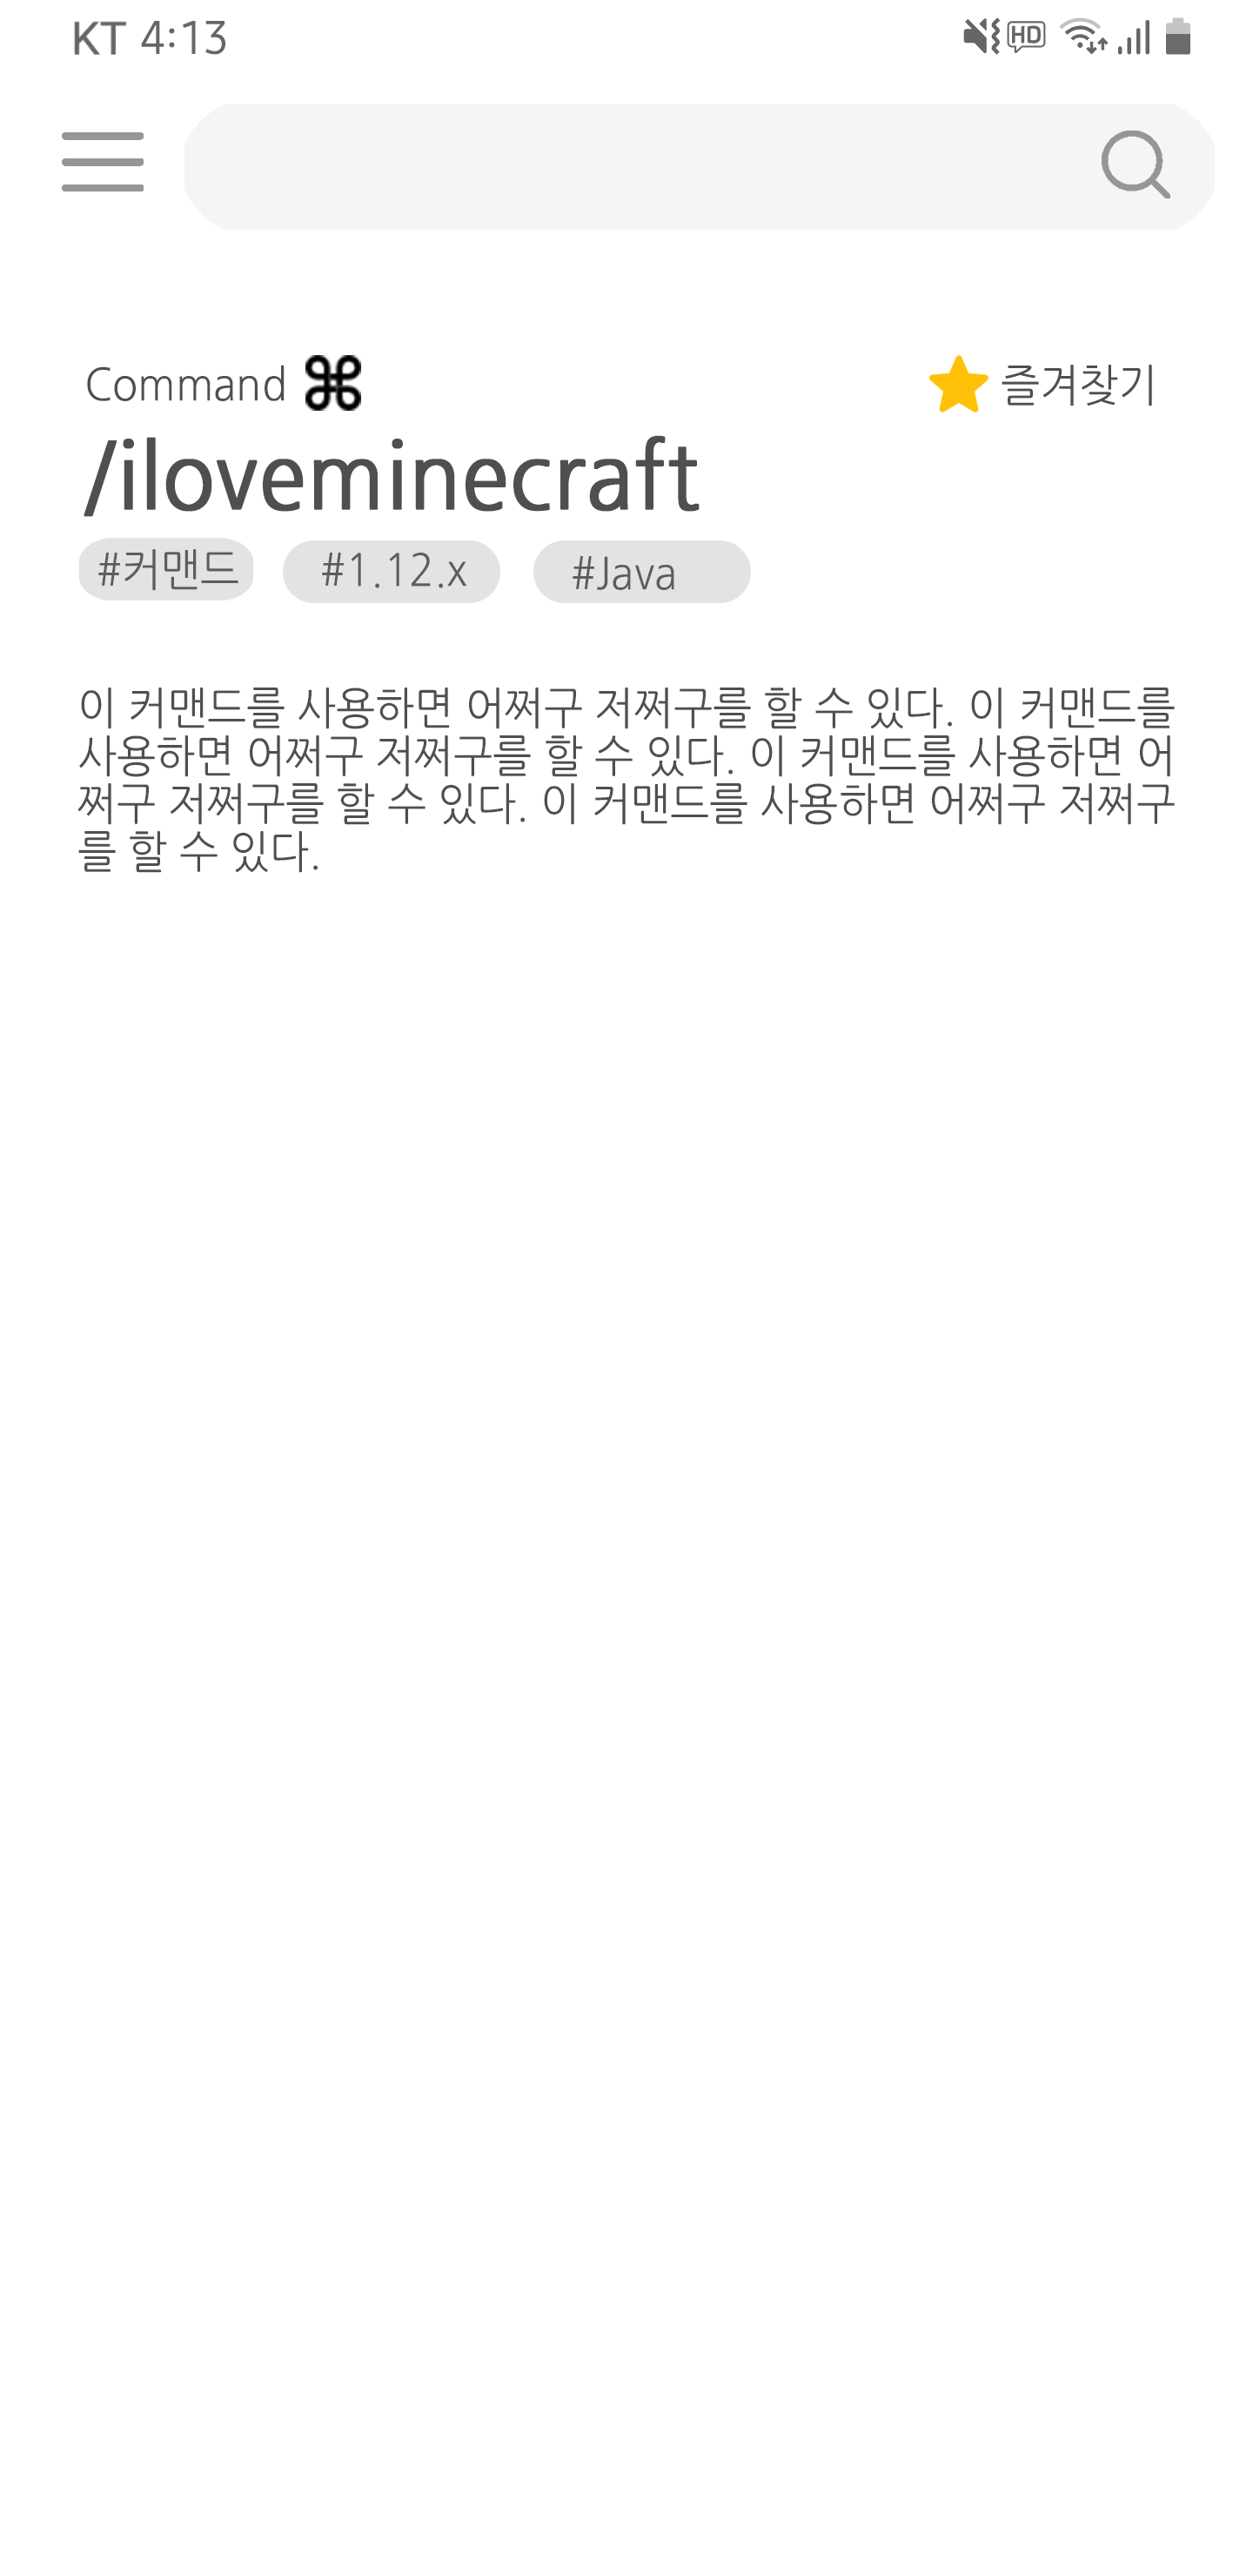 KT 4:13
HD
Command ⌘
즐겨찾기
/iloveminecraft
#커맨드 #1.12.x #Java
이 커맨드를 사용하면 어쩌구 저쩌구를 할 수 있다. 이 커맨드를
사용하면 어쩌구 저쩌구를 할 수 있다. 이 커맨드를 사용하면 어
쩌구 저쩌구를 할 수 있다. 이 커맨드를 사용하면 어쩌구 저쩌구
를 할 수 있다.